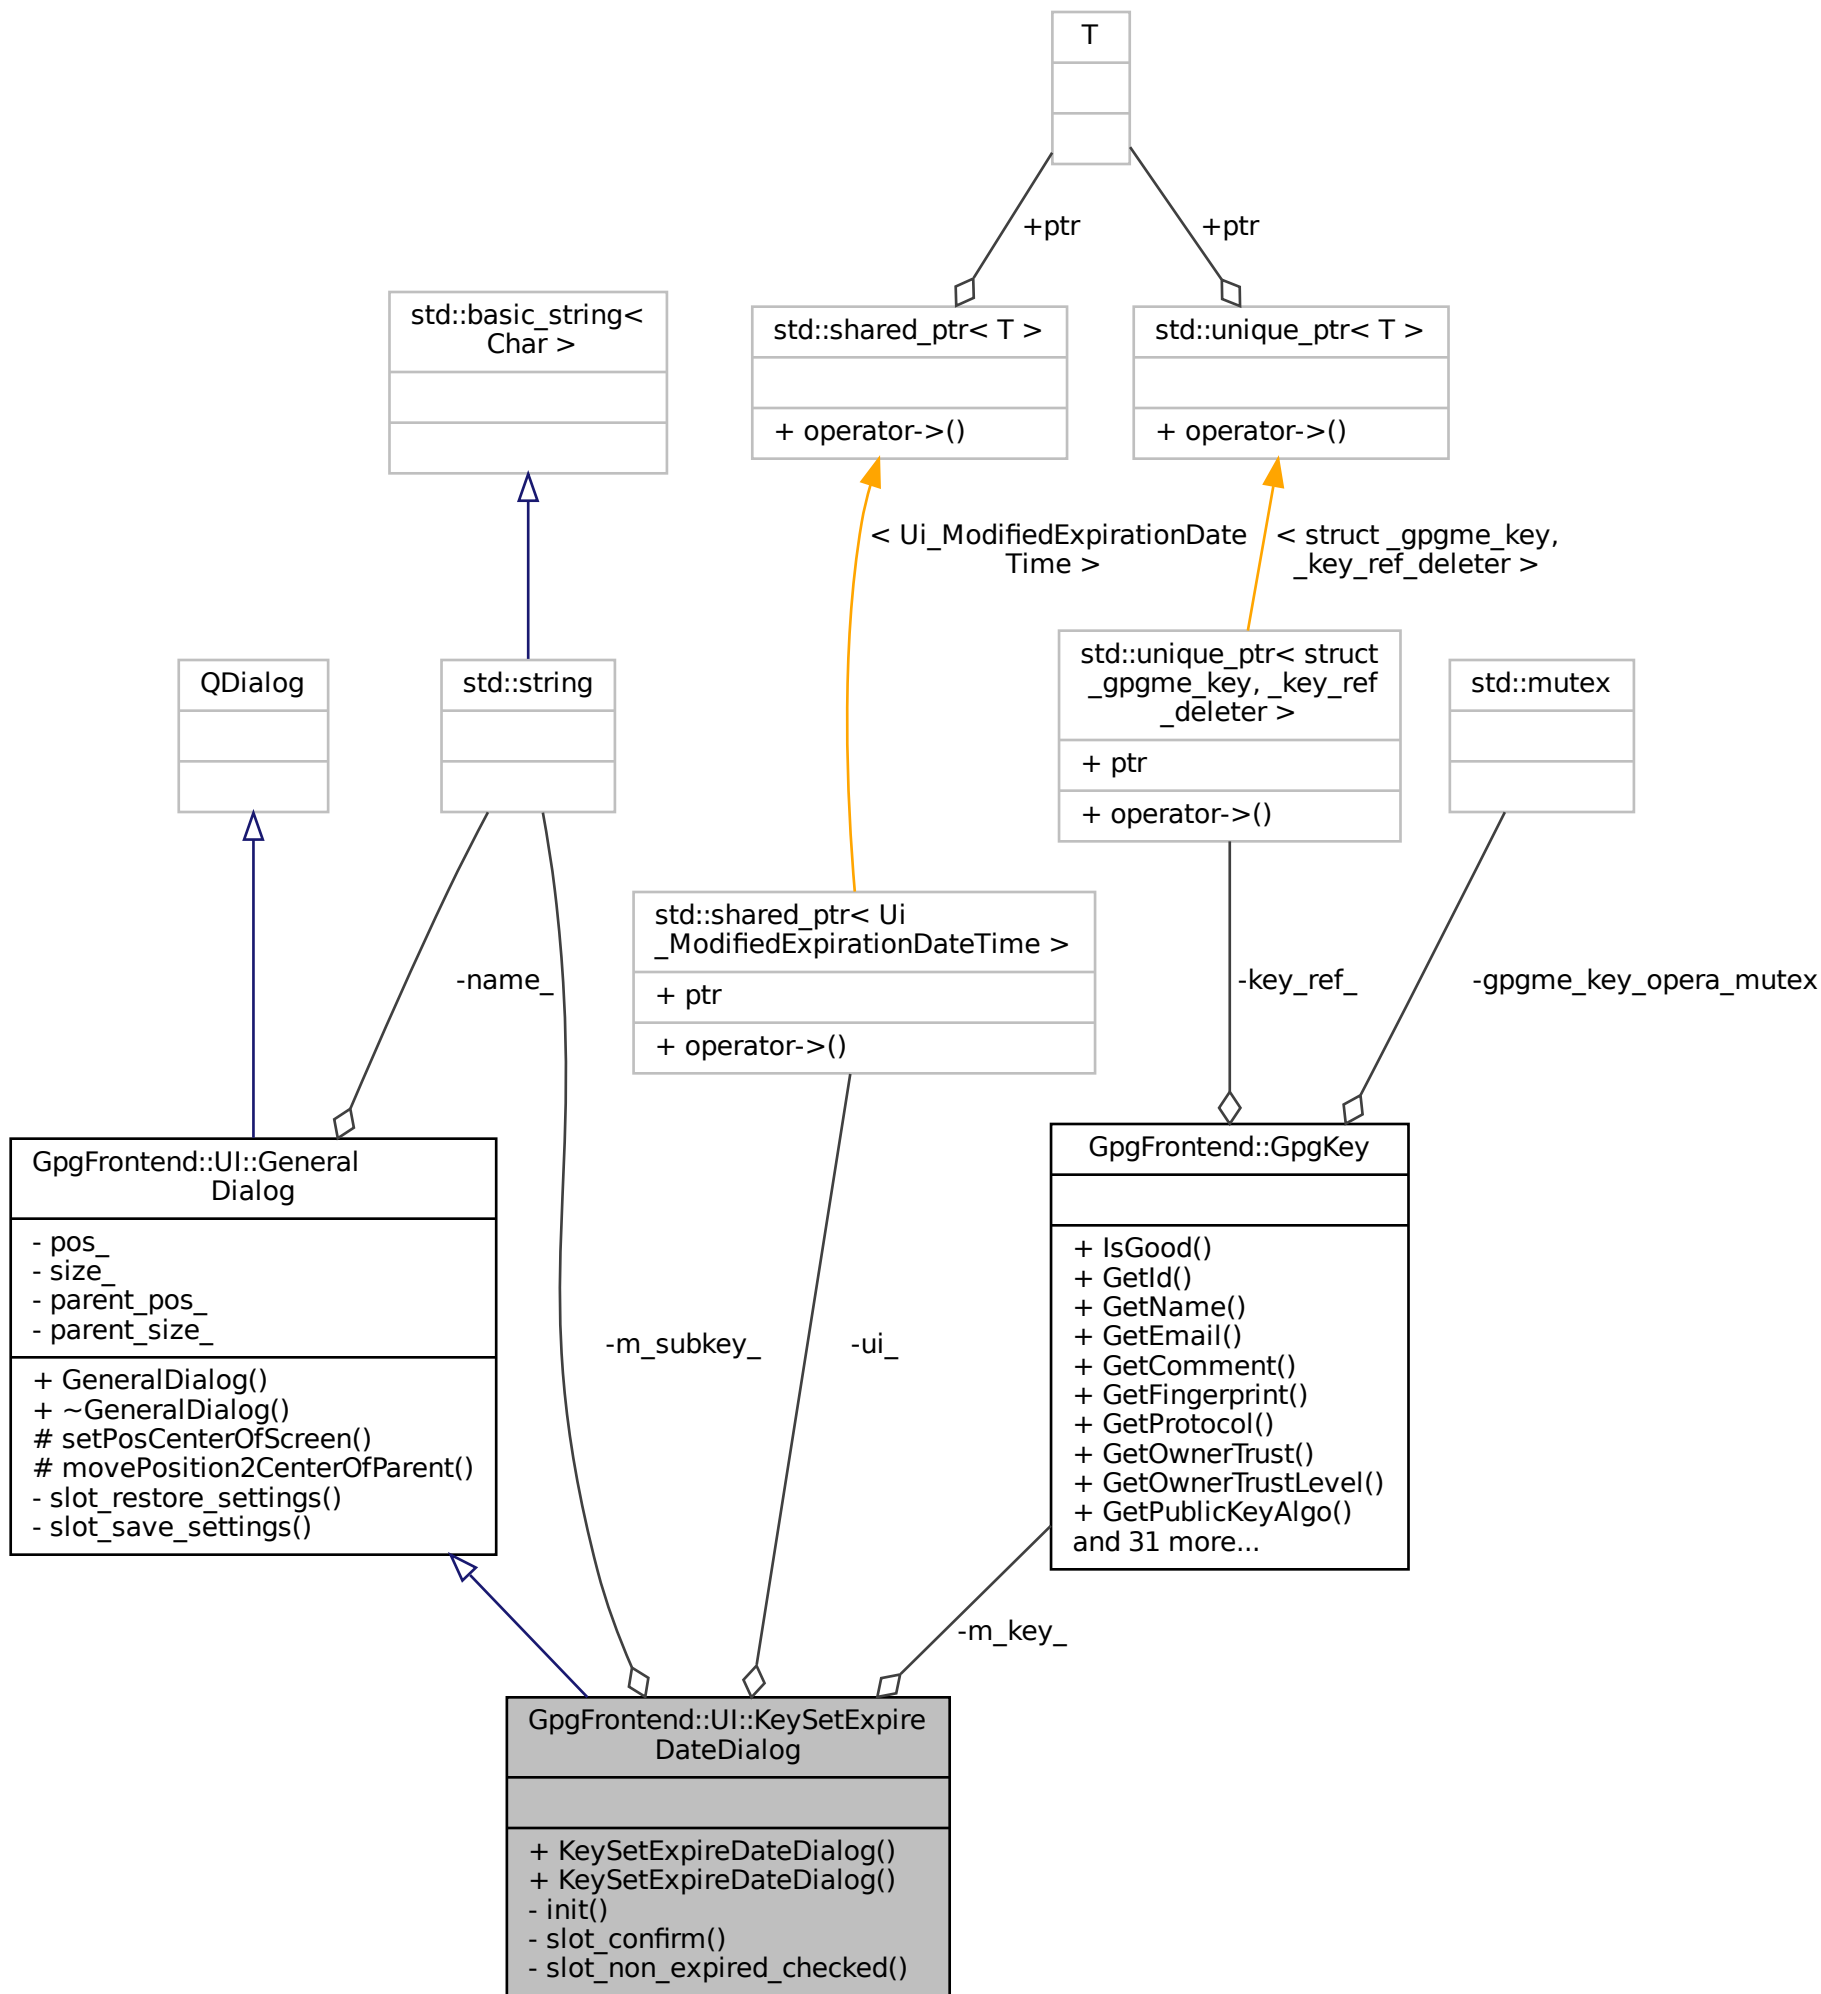 T
+ptr
+ptr
std::basic_string<
Char >
std::shared_ptr< T >
+ operator->()
std::unique_ptr< T >
+ operator->()
< Ui_ModifiedExpirationDate
Time >
< struct _gpgme_key,
_key_ref_deleter >
QDialog
std::string
std::unique_ptr< struct
_gpgme_key, _key_ref
_deleter >
+ ptr
+ operator->()
std::mutex
std::shared_ptr< Ui
_ModifiedExpirationDateTime >
+ ptr
+ operator->()
-name_
-key_ref_
-gpgme_key_opera_mutex
GpgFrontend::UI::General
Dialog
- pos_
- size_
- parent_pos_
- parent_size_
+ GeneralDialog()
+ ~GeneralDialog()
# setPosCenterOfScreen()
# movePosition2CenterOfParent()
- slot_restore_settings()
- slot_save_settings()
-m_subkey_
-ui_
GpgFrontend::GpgKey
+ IsGood()
+ GetId()
+ GetName()
+ GetEmail()
+ GetComment()
+ GetFingerprint()
+ GetProtocol()
+ GetOwnerTrust()
+ GetOwnerTrustLevel()
+ GetPublicKeyAlgo()
and 31 more...
-m_key_
GpgFrontend::UI::KeySetExpire
DateDialog
+ KeySetExpireDateDialog()
+ KeySetExpireDateDialog()
- init()
- slot_confirm()
- slot_non_expired_checked()